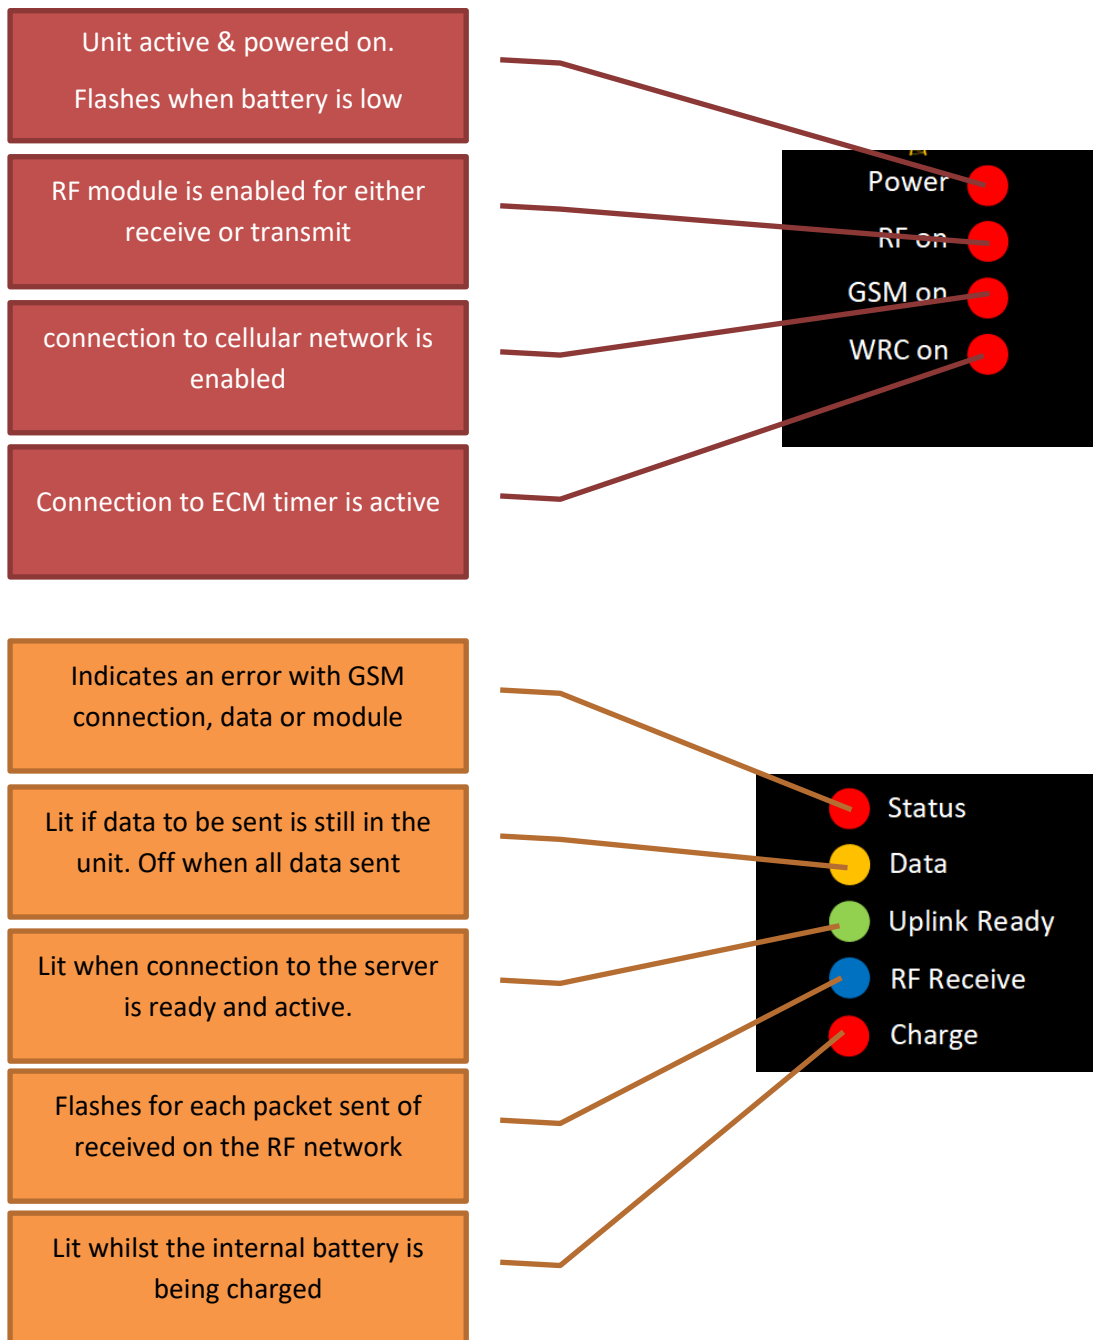 Unit active & powered on.
Flashes when battery is low
RF module is enabled for either
receive or transmit
connection to cellular network is
enabled
Connection to ECM timer is active
Power
RF on
GSM on
WRC on
Indicates an error with GSM
connection, data or module
Lit if data to be sent is still in the
unit. Off when all data sent
Lit when connection to the server
is ready and active.
Flashes for each packet sent of
received on the RF network
Lit whilst the internal battery is
being charged
Status
Data
Uplink Ready
RF Receive
Charge